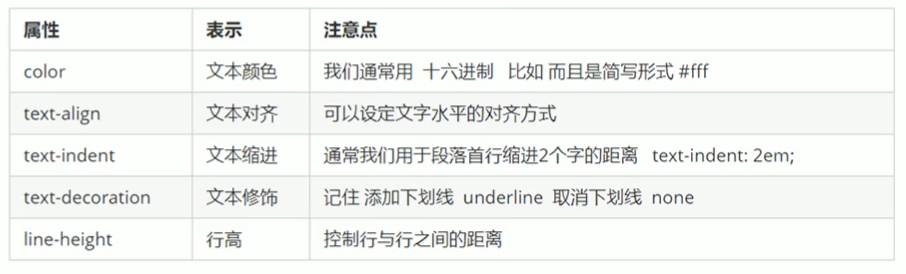 属性 表示 注意点
color 文本颜色 我们通常用 十六进制 比如 而且是简写形式 #fff
text-align 文本对齐 可以设定文字水平的对齐方式
text-indent 文本缩进 通常我们用于段落首行缩进2个字的距离 text-indent: 2em;
text-decoration 文本修饰 记住 添加下划线 underline 取消下划线 none
line-height 行高 控制行与行之间的距离